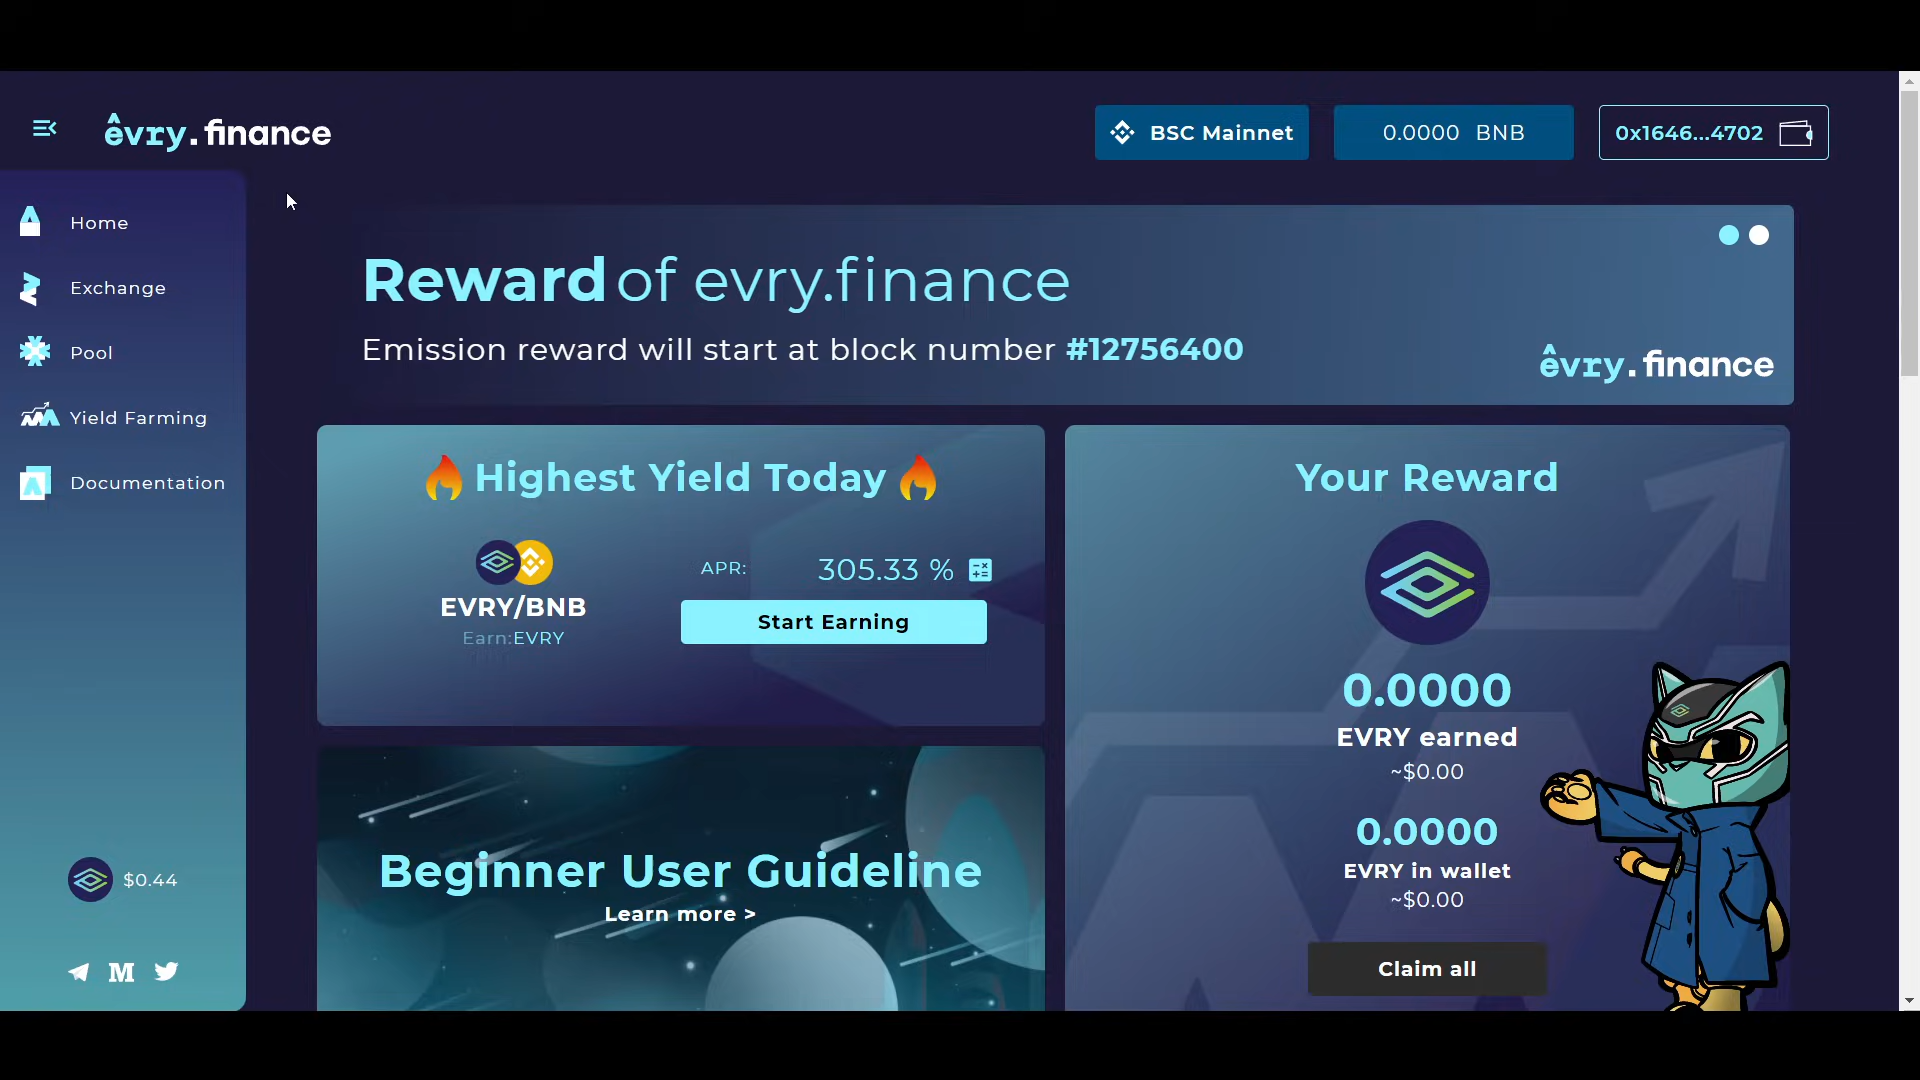 êvry.finance
BSC Mainnet
0.0000 BNB
0x1646...4702
Home
Exchange
Pool
Yield Farming
Documentation
$0.44
Reward of evry.finance
Emission reward will start at block number #12756400
êvry.finance
Highest Yield Today
EVRY/BNB
Earn:EVRY
APR: 305.33 %
Start Earning
Beginner User Guideline
Learn more >
Your Reward
0.0000
EVRY earned
~$0.00
0.0000
EVRY in wallet
~$0.00
Claim all